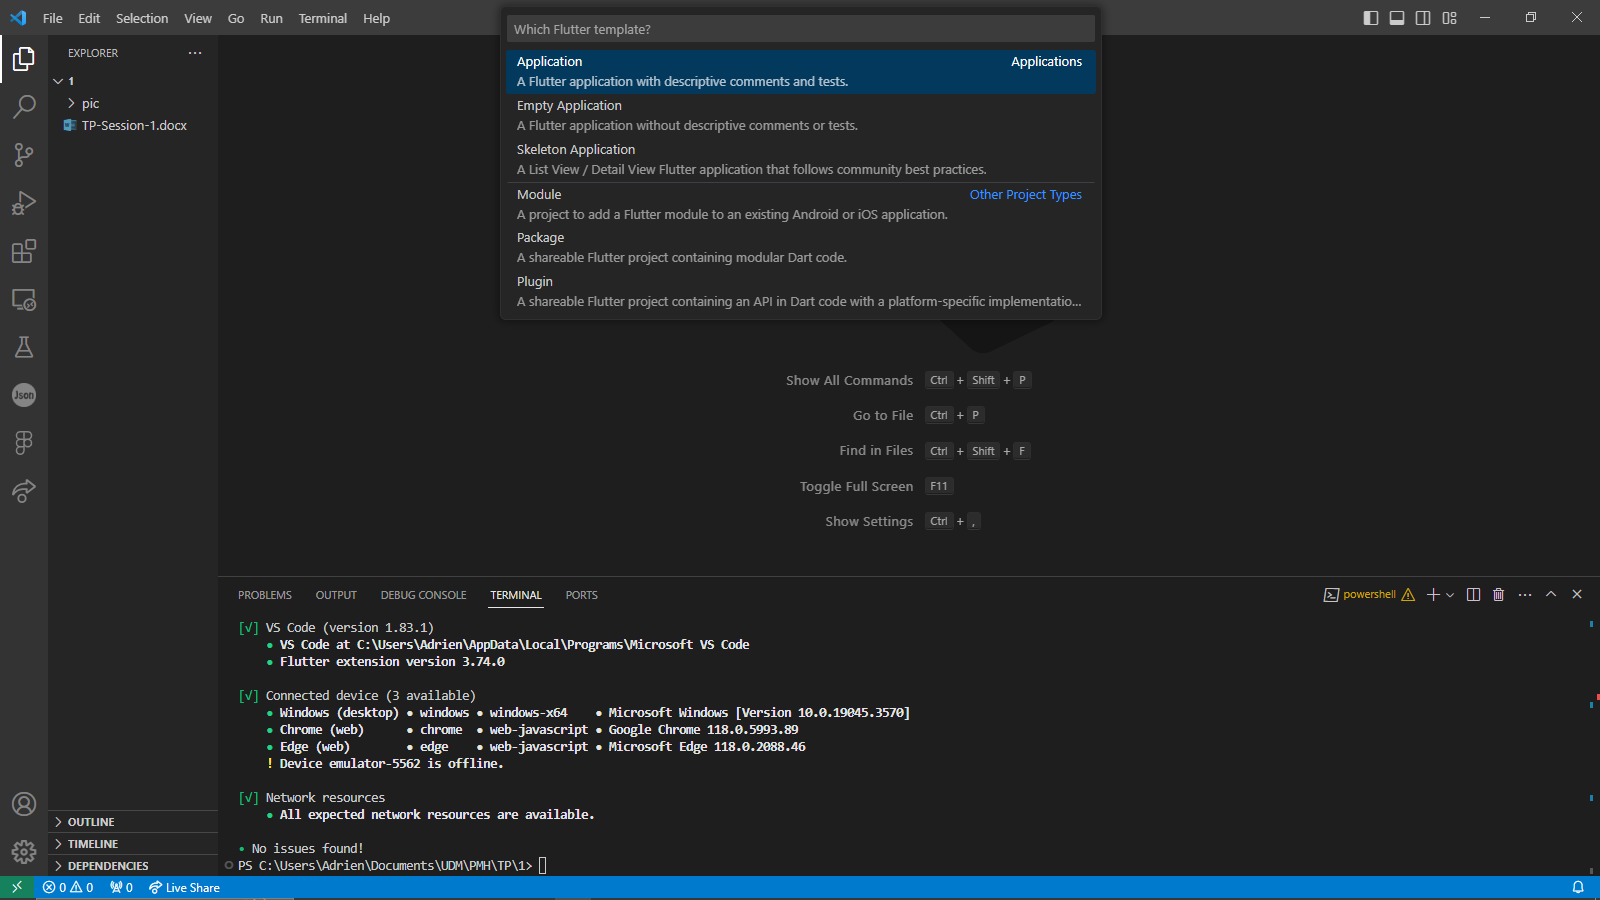 File Edit Selection View Go Run Terminal Help
Which Flutter template?
Application Applications
A Flutter application with descriptive comments and tests.
Empty Application
A Flutter application without descriptive comments or tests.
Skeleton Application
A List View / Detail View Flutter application that follows community best practices.
Module Other Project Types
A project to add a Flutter module to an existing Android or iOS application.
Package
A shareable Flutter project containing modular Dart code.
Plugin
A shareable Flutter project containing an API in Dart code with a platform-specific implementatio...
EXPLORER ...
1
pic
TP-Session-1.docx
Json
OUTLINE
TIMELINE
DEPENDENCIES
Show All Commands Ctrl + Shift + P
Go to File Ctrl + P
Find in Files Ctrl + Shift + F
Toggle Full Screen F11
Show Settings Ctrl + ,
PROBLEMS OUTPUT DEBUG CONSOLE TERMINAL PORTS
powershell
[√] VS Code (version 1.83.1)
• VS Code at C:\Users\Adrien\AppData\Local\Programs\Microsoft VS Code
• Flutter extension version 3.74.0
[√] Connected device (3 available)
• Windows (desktop) • windows • windows-x64 • Microsoft Windows [Version 10.0.19045.3570]
• Chrome (web) • chrome • web-javascript • Google Chrome 118.0.5993.89
• Edge (web) • edge • web-javascript • Microsoft Edge 118.0.2088.46
! Device emulator-5562 is offline.
[√] Network resources
• All expected network resources are available.
• No issues found!
PS C:\Users\Adrien\Documents\UDM\PMH\TP\1>
0 0 0 Live Share